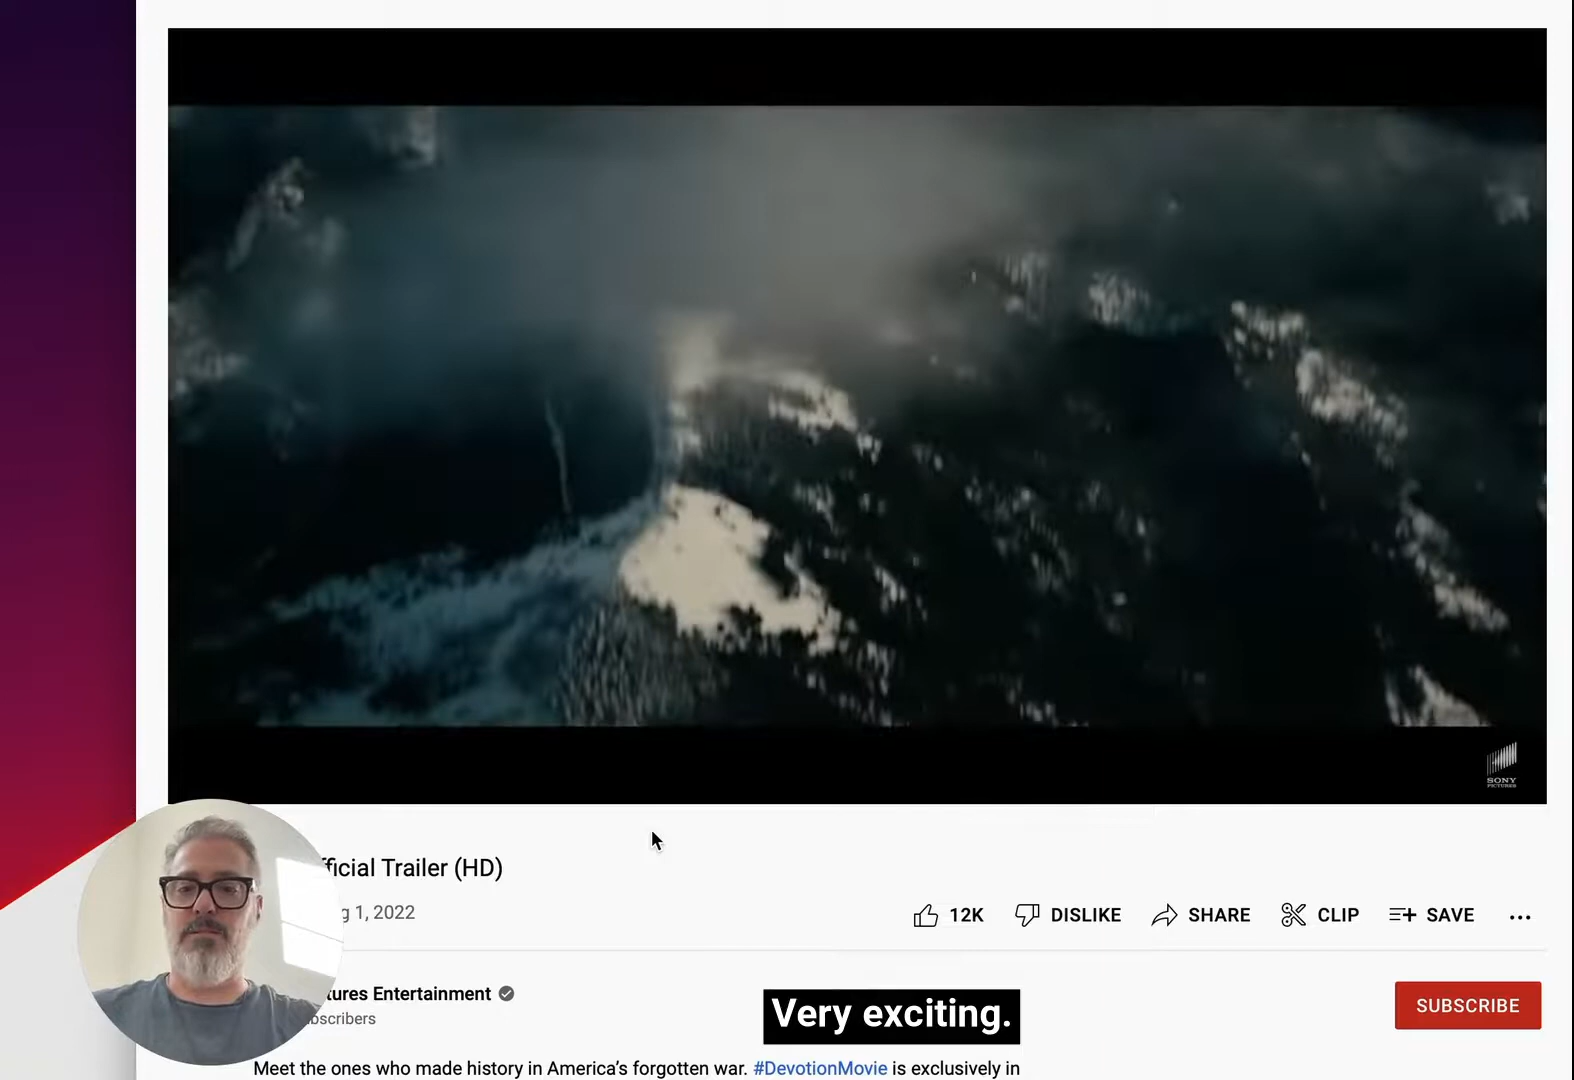 SONY
PICTURES
fficial Trailer (HD)
g 1, 2022
12K DISLIKE SHARE CLIP SAVE ...
tures Entertainment
bscribers
SUBSCRIBE
Very exciting.
Meet the ones who made history in America's forgotten war. #DevotionMovie is exclusively in